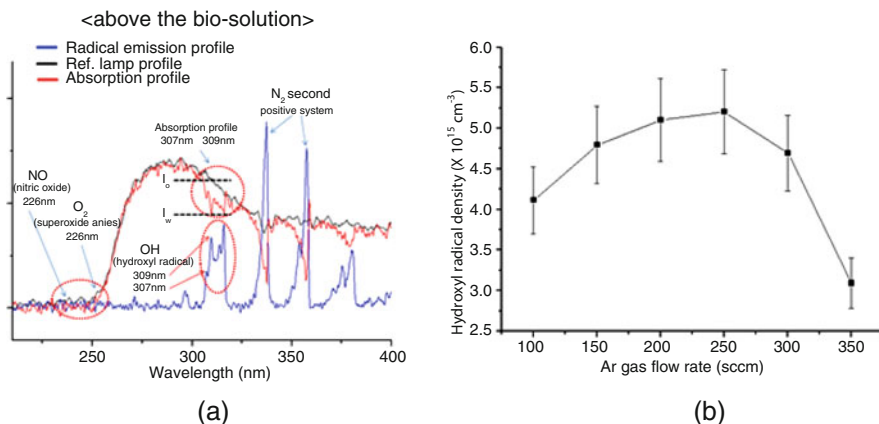 <above the bio-solution>
Radical emission profile
Ref. lamp profile
Absorption profile
N2 second
positive system
Absorption profile
307nm 309nm
Io
Iw
NO
(nitric oxide)
226nm
O2
(superoxide anies)
226nm
OH
(hydroxyl radical)
309nm
307nm
250
300
350
400
Wavelength (nm)
(a)
Hydroxyl radical density (X 10^15 cm^-3)
6.0
5.5
5.0
4.5
4.0
3.5
3.0
2.5
100
150
200
250
300
350
Ar gas flow rate (sccm)
(b)